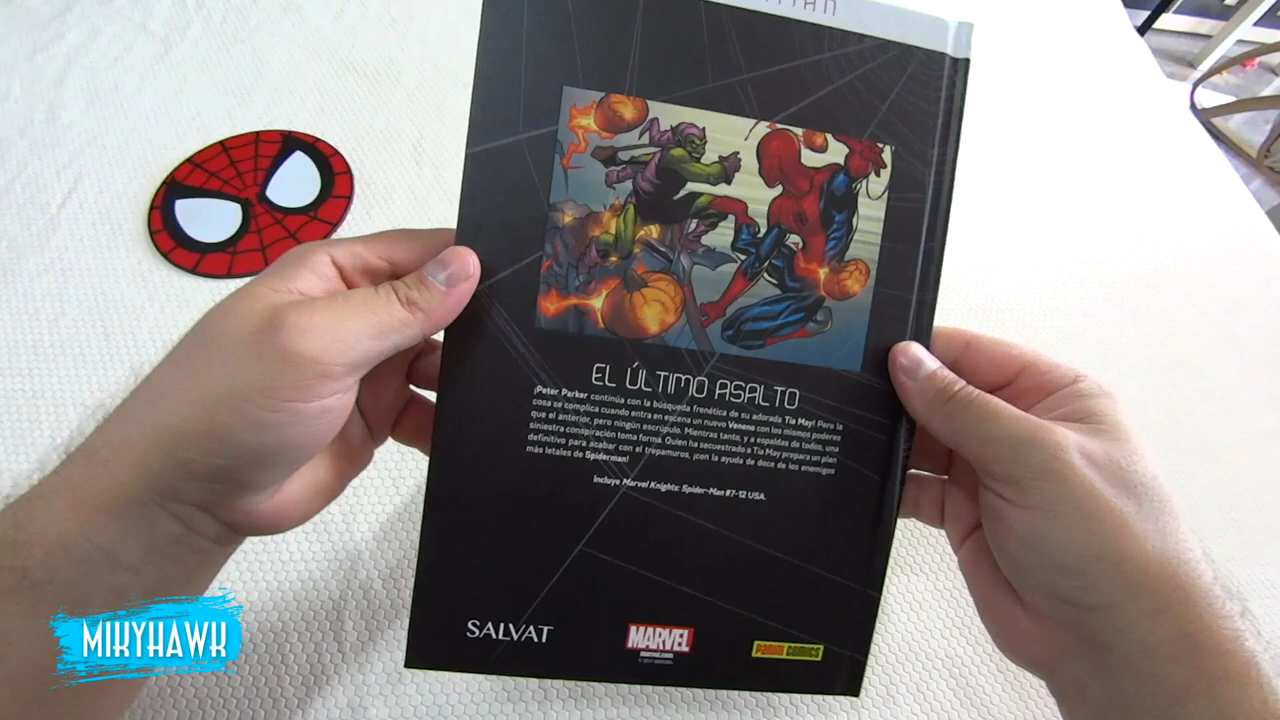 EL ÚLTIMO ASALTO
¡Peter Parker continúa con la búsqueda frenética de su adorada Tía May! Pero la
cosa se complica cuando entra en escena un nuevo Veneno con los mismos poderes
que el anterior, pero ningún escrúpulo. Mientras tanto, y a espaldas de todos, una
siniestra conspiración toma forma. Quien ha secuestrado a Tía May prepara un plan
definitivo para acabar con el trepamuros, ¡con la ayuda de doce de los enemigos
más letales de Spiderman!
Incluye Marvel Knights: Spider-Man #7-12 USA.
SALVAT
MARVEL
marvel.com
© 2017 MARVEL
PANINI COMICS
MIKYHAWK